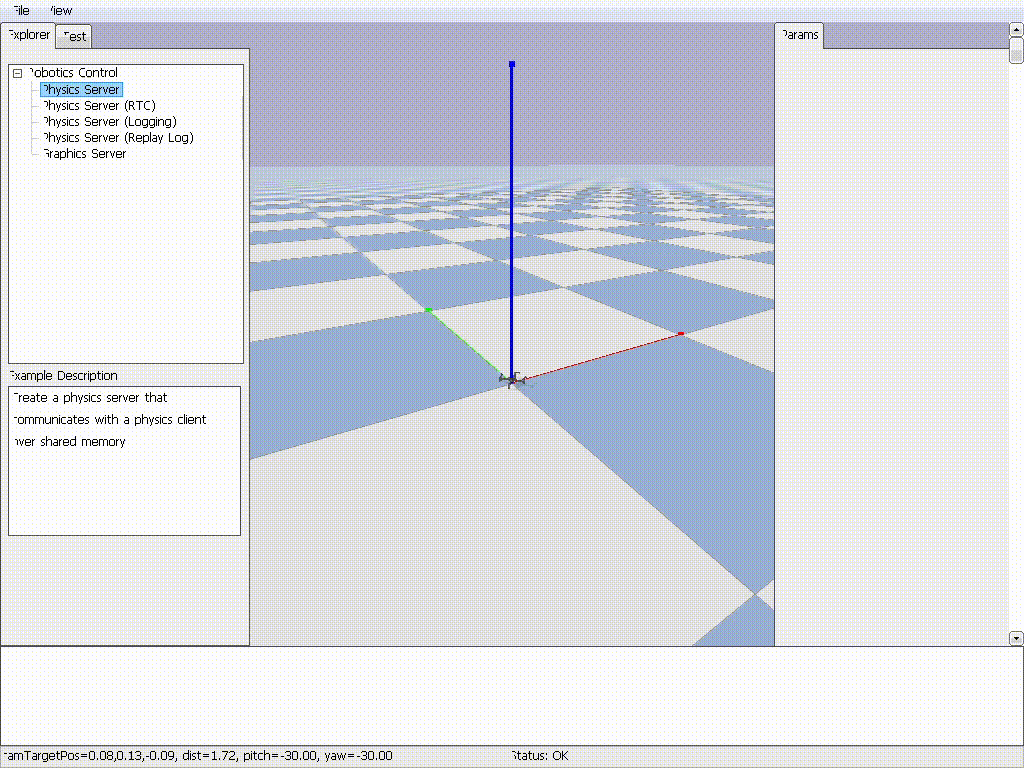 File View
Explorer Test
Params
Robotics Control
Physics Server
Physics Server (RTC)
Physics Server (Logging)
Physics Server (Replay Log)
Graphics Server
Example Description
Create a physics server that
communicates with a physics client
over shared memory
camTargetPos=0.08,0.13,-0.09, dist=1.72, pitch=-30.00, yaw=-30.00
Status: OK